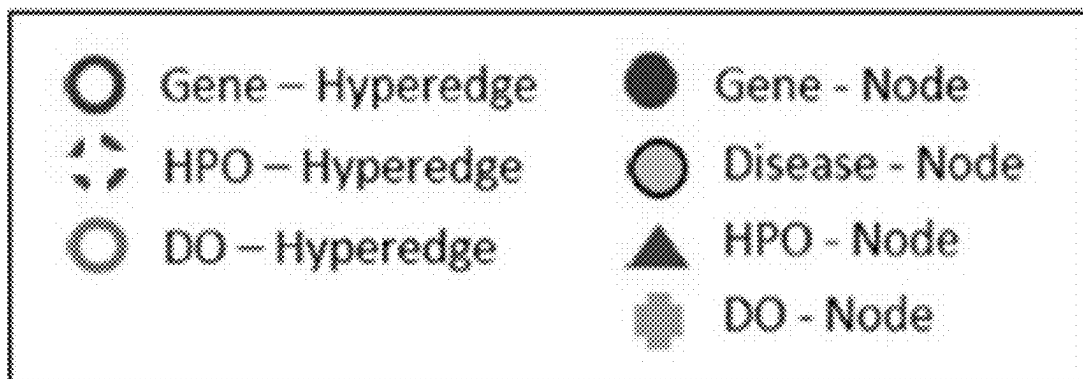 Gene – Hyperedge
HPO – Hyperedge
DO – Hyperedge
Gene - Node
Disease - Node
HPO - Node
DO - Node